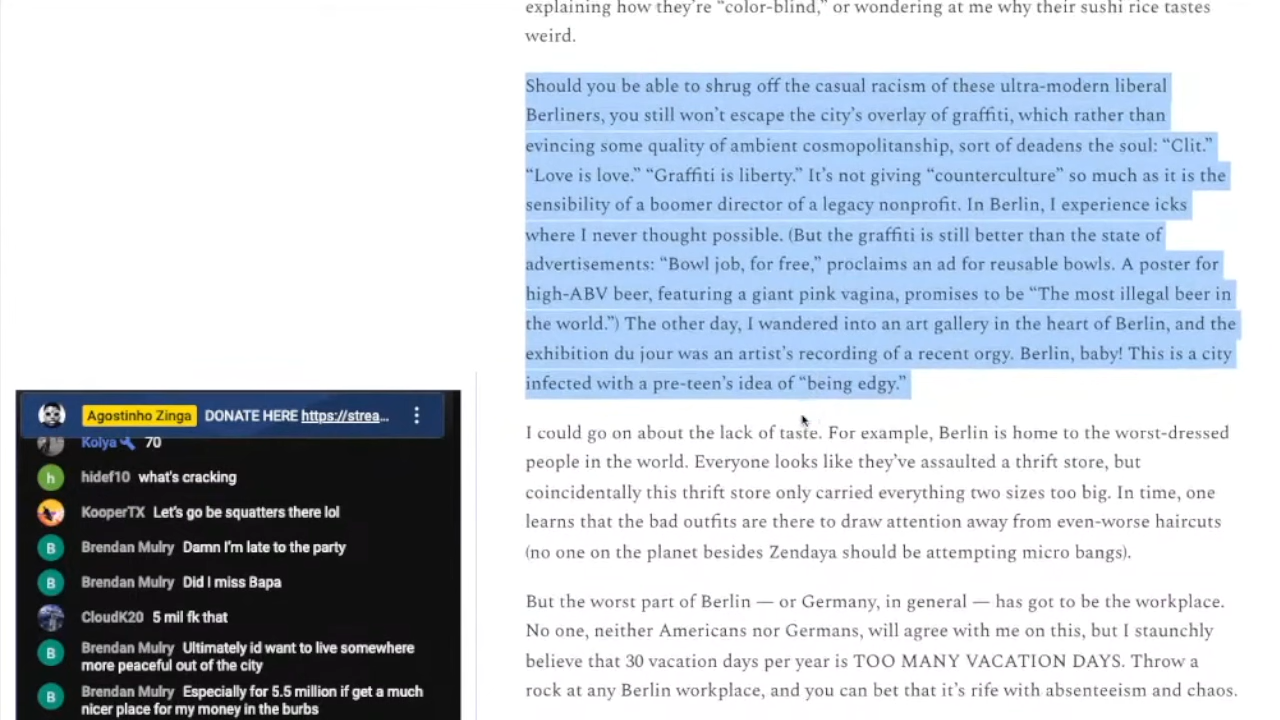 explaining how they're “color-blind,” or wondering at me why their sushi rice tastes
weird.
Should you be able to shrug off the casual racism of these ultra-modern liberal
Berliners, you still won’t escape the city’s overlay of graffiti, which rather than
evincing some quality of ambient cosmopolitanship, sort of deadens the soul: “Clit.”
“Love is love.” “Graffiti is liberty.” It’s not giving “counterculture” so much as it is the
sensibility of a boomer director of a legacy nonprofit. In Berlin, I experience icks
where I never thought possible. (But the graffiti is still better than the state of
advertisements: “Bowl job, for free,” proclaims an ad for reusable bowls. A poster for
high-ABV beer, featuring a giant pink vagina, promises to be “The most illegal beer in
the world.”) The other day, I wandered into an art gallery in the heart of Berlin, and the
exhibition du jour was an artist’s recording of a recent orgy. Berlin, baby! This is a city
infected with a pre-teen’s idea of “being edgy.”
I could go on about the lack of taste. For example, Berlin is home to the worst-dressed
people in the world. Everyone looks like they’ve assaulted a thrift store, but
coincidentally this thrift store only carried everything two sizes too big. In time, one
learns that the bad outfits are there to draw attention away from even-worse haircuts
(no one on the planet besides Zendaya should be attempting micro bangs).
But the worst part of Berlin — or Germany, in general — has got to be the workplace.
No one, neither Americans nor Germans, will agree with me on this, but I staunchly
believe that 30 vacation days per year is TOO MANY VACATION DAYS. Throw a
rock at any Berlin workplace, and you can bet that it’s rife with absenteeism and chaos.
Agostinho Zinga DONATE HERE https://strea...
Kolya 70
h hidef10 what's cracking
KooperTX Let's go be squatters there lol
B Brendan Mulry Damn I'm late to the party
B Brendan Mulry Did I miss Bapa
CloudK20 5 mil fk that
B Brendan Mulry Ultimately id want to live somewhere
more peaceful out of the city
B Brendan Mulry Especially for 5.5 million if get a much
nicer place for my money in the burbs